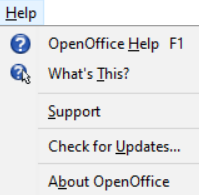 Help
OpenOffice Help F1
What's This?
Support
Check for Updates...
About OpenOffice